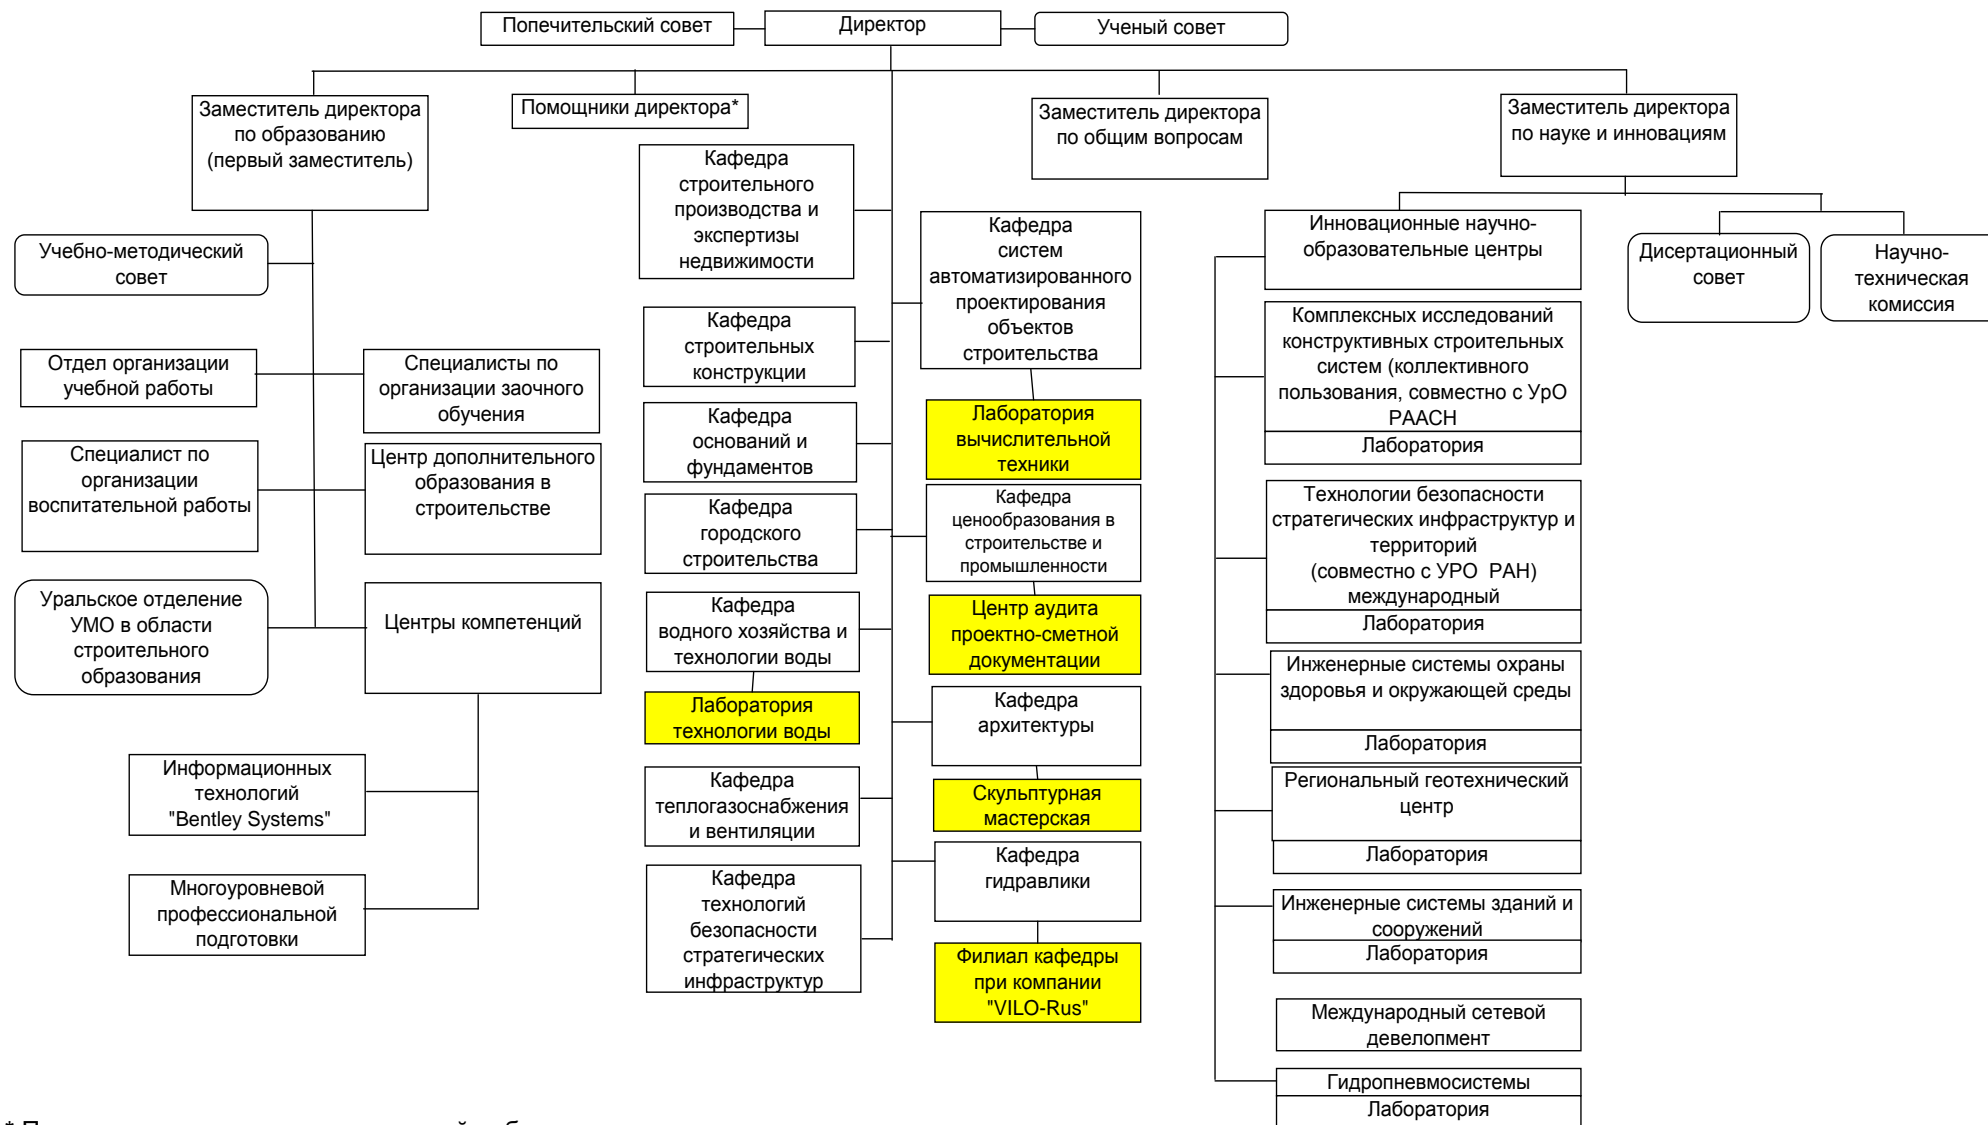 Попечительский совет
Директор
Ученый совет
Заместитель директора
по образованию
(первый заместитель)
Помощники директора*
Заместитель директора
по общим вопросам
Заместитель директора
по науке и инновациям
Учебно-методический
совет
Отдел организации
учебной работы
Специалисты по
организации заочного
обучения
Специалист по
организации
воспитательной работы
Центр дополнительного
образования в
строительстве
Уральское отделение
УМО в области
строительного
образования
Центры компетенций
Информационных
технологий
"Bentley Systems"
Многоуровневой
профессиональной
подготовки
Кафедра
строительного
производства и
экспертизы
недвижимости
Кафедра
строительных
конструкции
Кафедра
оснований и
фундаментов
Кафедра
городского
строительства
Кафедра
водного хозяйства и
технологии воды
Лаборатория
технологии воды
Кафедра
теплогазоснабжения
и вентиляции
Кафедра
технологий
безопасности
стратегических
инфраструктур
Кафедра
систем
автоматизированного
проектирования
объектов
строительства
Лаборатория
вычислительной
техники
Кафедра
ценообразования в
строительстве и
промышленности
Центр аудита
проектно-сметной
документации
Кафедра
архитектуры
Скульптурная
мастерская
Кафедра
гидравлики
Филиал кафедры
при компании
"VILO-Rus"
Инновационные научно-
образовательные центры
Комплексных исследований
конструктивных строительных
систем (коллективного
пользования, совместно с УрО
РААСН
Лаборатория
Технологии безопасности
стратегических инфраструктур и
территорий
(совместно с УРО РАН)
международный
Лаборатория
Инженерные системы охраны
здоровья и окружающей среды
Лаборатория
Региональный геотехнический
центр
Лаборатория
Инженерные системы зданий и
сооружений
Лаборатория
Международный сетевой
девелопмент
Гидропневмосистемы
Лаборатория
Дисертационный
совет
Научно-
техническая
комиссия